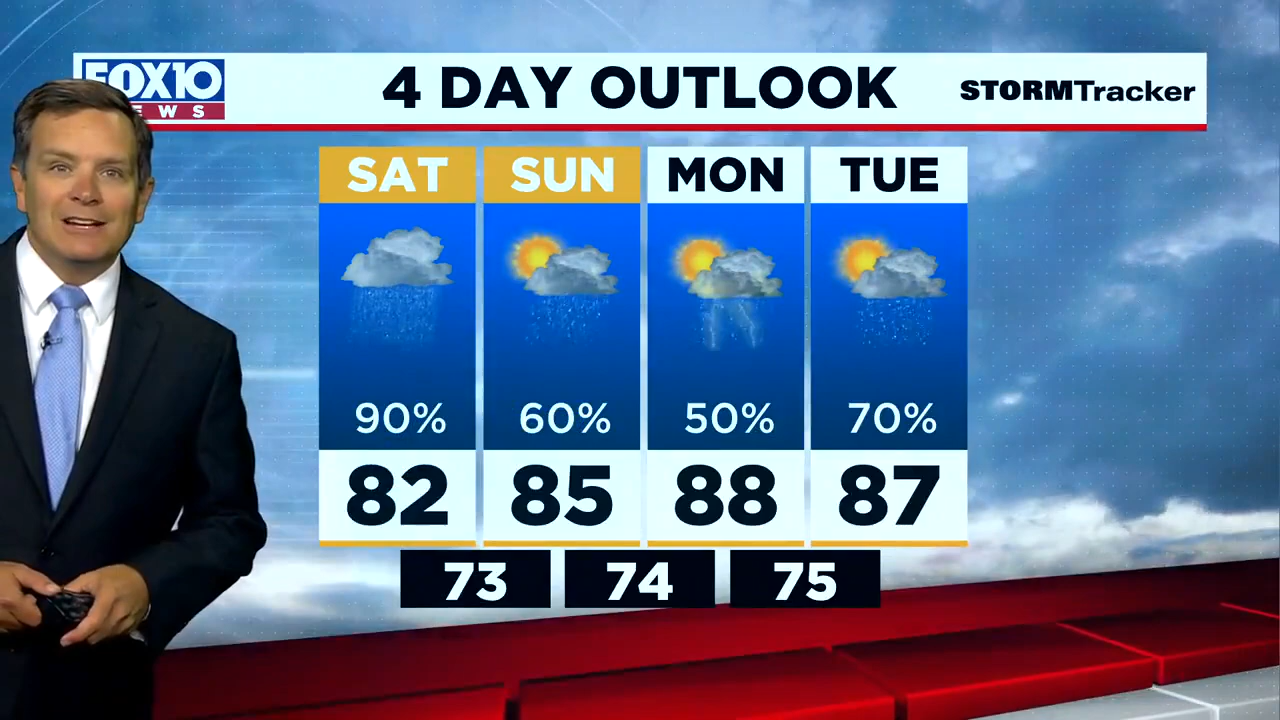 FOX10
EWS
4 DAY OUTLOOK
STORMTracker
SAT SUN MON TUE
90% 60% 50% 70%
82 85 88 87
73 74 75